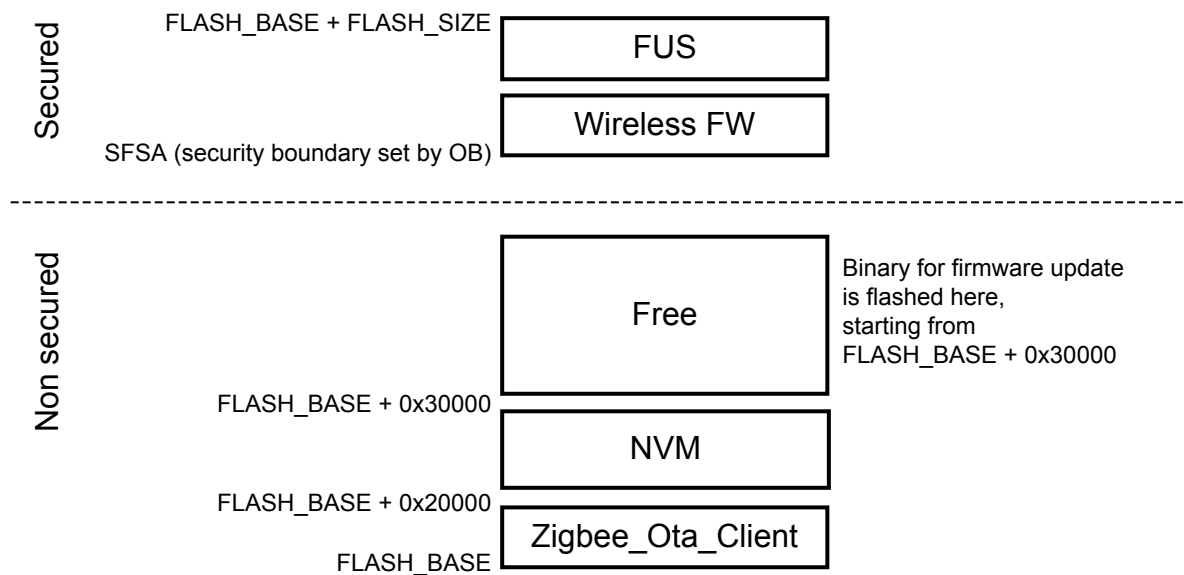 Secured
FLASH_BASE + FLASH_SIZE
FUS
Wireless FW
SFSA (security boundary set by OB)
Non secured
Free
Binary for firmware update
is flashed here,
starting from
FLASH_BASE + 0x30000
FLASH_BASE + 0x30000
NVM
FLASH_BASE + 0x20000
Zigbee_Ota_Client
FLASH_BASE